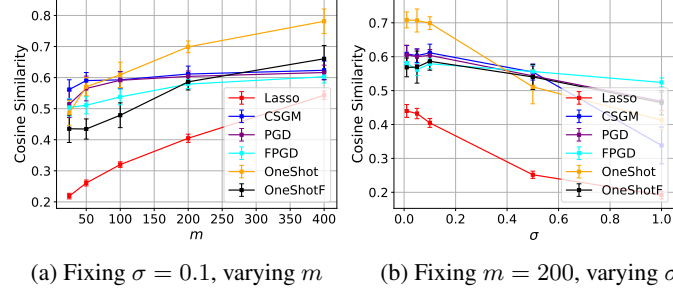 0.8
0.7
0.6
0.5
0.4
0.3
0.2
Cosine Similarity
50 100 150 200 250 300 350 400
m
Lasso
CSGM
PGD
FPGD
OneShot
OneShotF
0.7
0.6
0.5
0.4
0.3
0.2
Cosine Similarity
0.0 0.2 0.4 0.6 0.8 1.0
σ
Lasso
CSGM
PGD
FPGD
OneShot
OneShotF
(a) Fixing σ = 0.1, varying m
(b) Fixing m = 200, varying σ